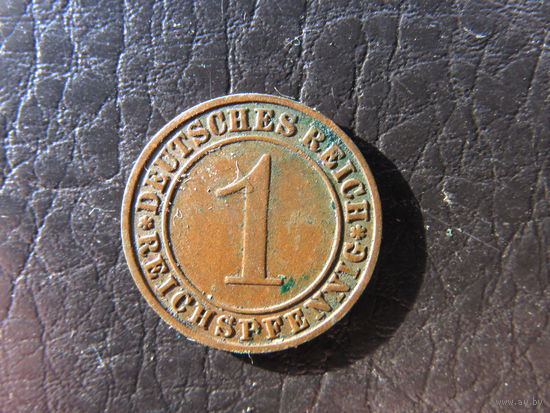 DEUTSCHES REICH
1
*REICHSPFENNIG*
www.ay.by